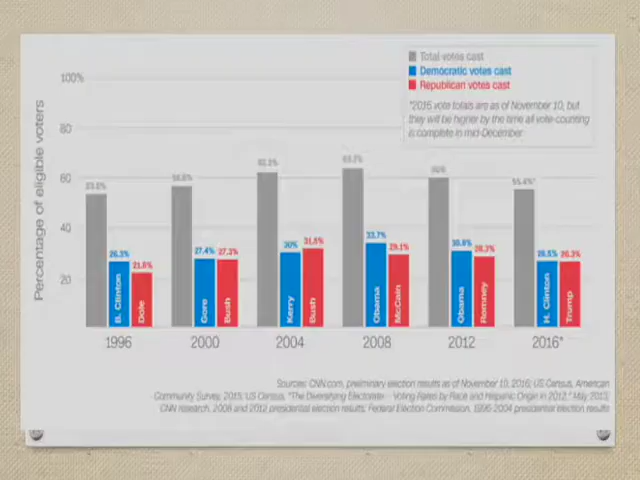 Total votes cast
Democratic votes cast
Republican votes cast
*2016 vote totals are as of November 10, but
they will be higher by the time all vote-counting
is complete in mid-December
Percentage of eligible voters
100%
80
60
40
20
26.3%
27.4% 27.3%
30% 31.5%
33.7% 29.1%
26.5% 26.3%
55.4*
B. Clinton Dole
Gore Bush
Kerry Bush
Obama McCain
Obama Romney
H. Clinton Trump
1996 2000 2004 2008 2012 2016*
Sources: CNN.com, preliminary election results as of November 10, 2016; US Census, American
Community Survey, 2015; US Census, "The Diversifying Electorate - Voting Rates by Race and Hispanic Origin in 2012," May 2013;
CNN research, 2008 and 2012 presidential election results; Federal Election Commission, 1996-2004 presidential election results